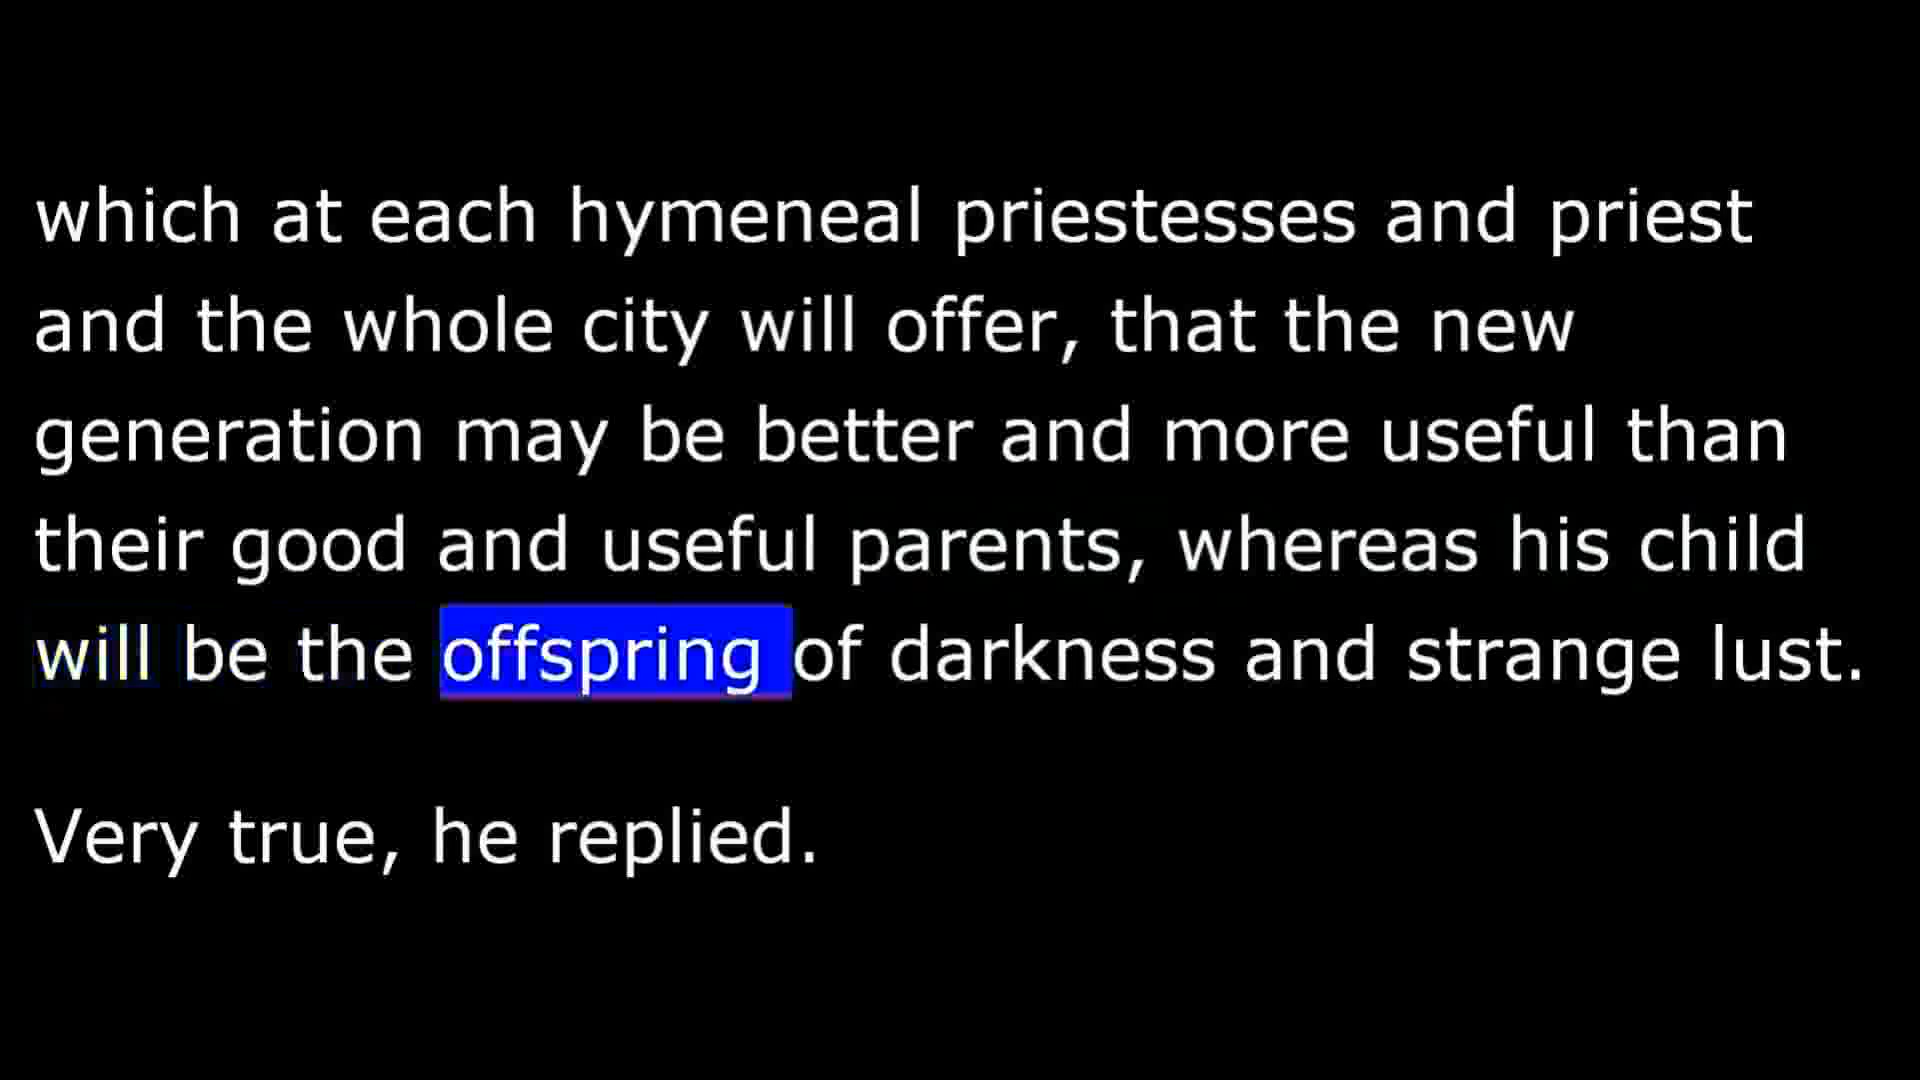 which at each hymeneal priestesses and priest
and the whole city will offer, that the new
generation may be better and more useful than
their good and useful parents, whereas his child
will be the offspring of darkness and strange lust.
Very true, he replied.